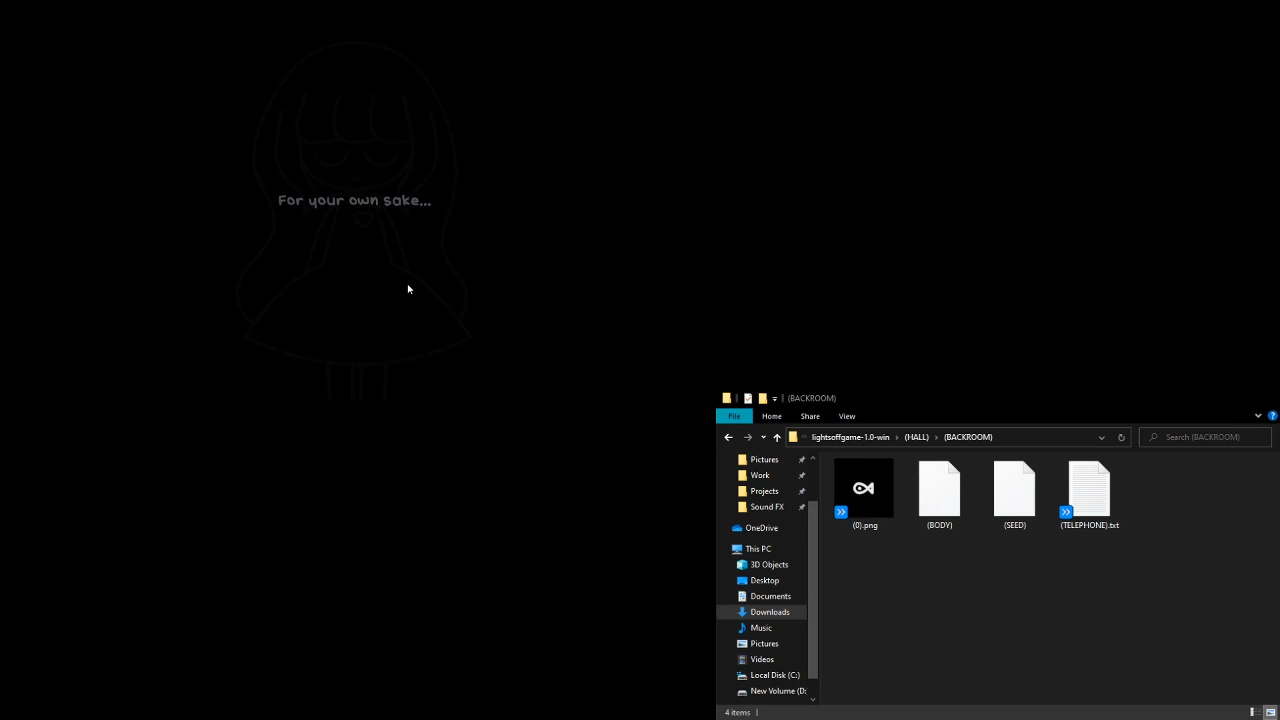 For your own sake...
(BACKROOM)
File
Home
Share
View
lightsoffgame-1.0-win
(HALL)
(BACKROOM)
Search (BACKROOM)
Pictures
Work
Projects
Sound FX
OneDrive
This PC
3D Objects
Desktop
Documents
Downloads
Music
Pictures
Videos
Local Disk (C:)
New Volume (D:
(0).png
(BODY)
(SEED)
(TELEPHONE).txt
4 items